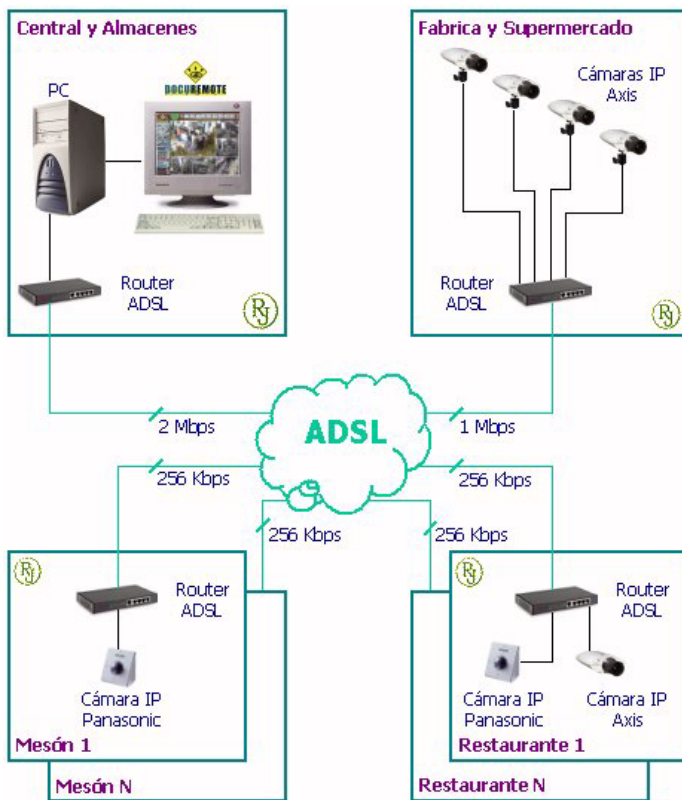 Central y Almacenes
PC
DOCUREMOTE
Router
ADSL
RJ
Fabrica y Supermercado
Cámaras IP
Axis
Router
ADSL
RJ
ADSL
2 Mbps
1 Mbps
256 Kbps
256 Kbps
256 Kbps
256 Kbps
RJ
Router
ADSL
Cámara IP
Panasonic
Mesón 1
Mesón N
RJ
Router
ADSL
Cámara IP
Panasonic
Cámara IP
Axis
Restaurante 1
Restaurante N